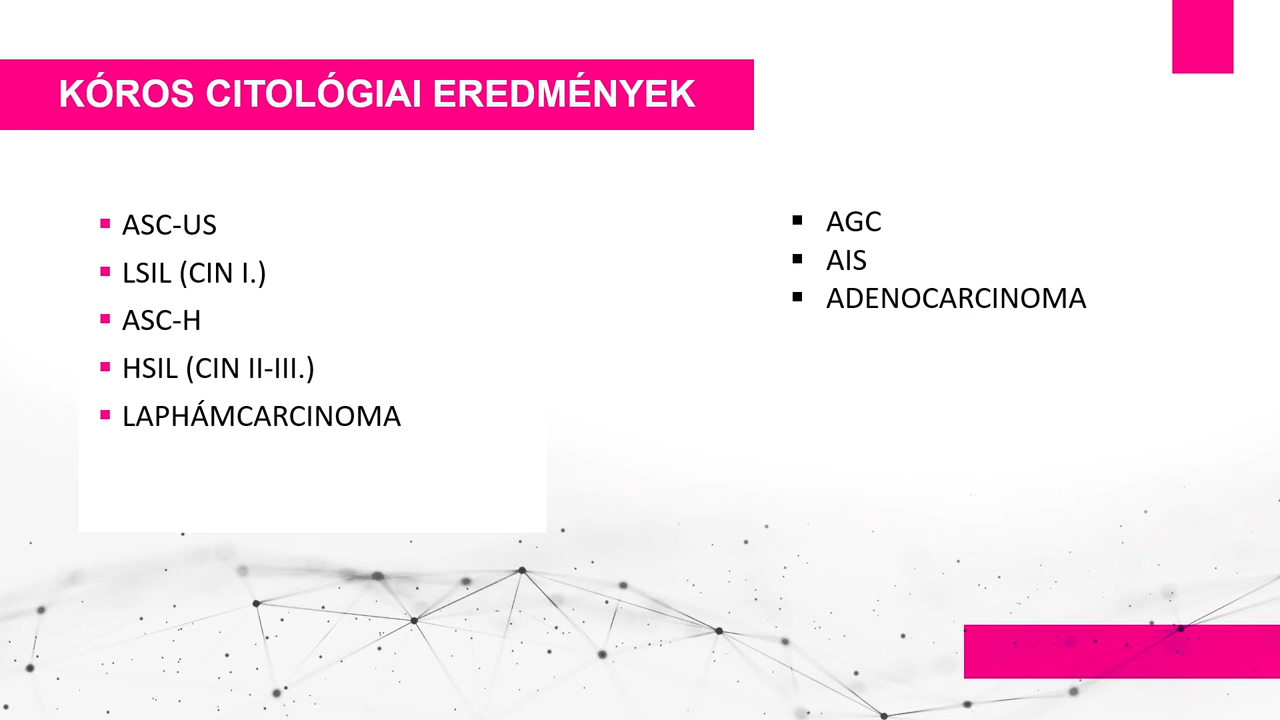 KÓROS CITOLÓGIAI EREDMÉNYEK
ASC-US
LSIL (CIN I.)
ASC-H
HSIL (CIN II-III.)
LAPHÁMCARCINOMA
AGC
AIS
ADENOCARCINOMA